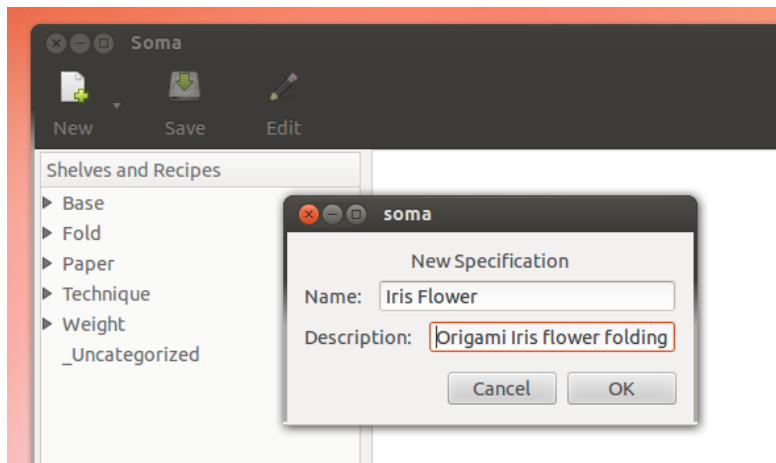 Soma
New Save Edit
Shelves and Recipes
Base
Fold
Paper
Technique
Weight
_Uncategorized
soma
New Specification
Name: Iris Flower
Description: Origami Iris flower folding
Cancel OK